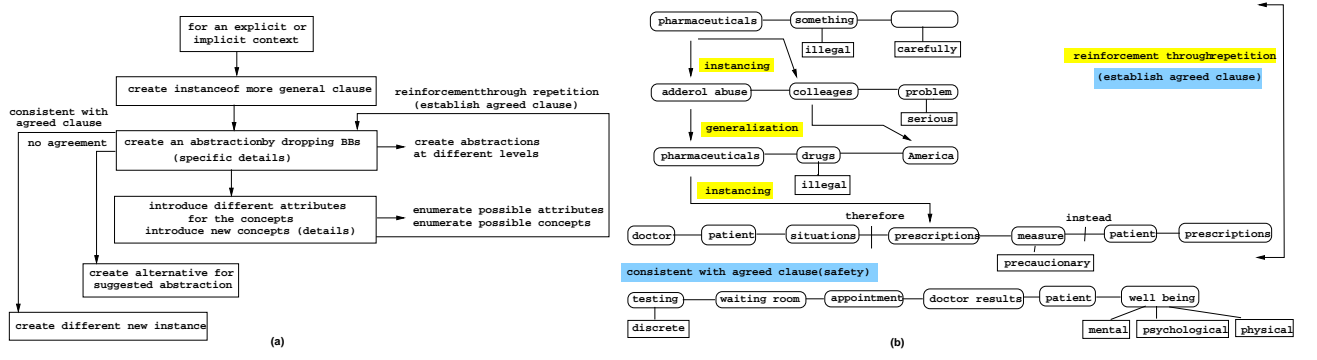 for an explicit or
implicit context
create instanceof more general clause
consistent with
agreed clause
no agreement
reinforcementthrough repetition
(establish agreed clause)
create an abstractionby dropping BBs
(specific details)
create abstractions
at different levels
introduce different attributes
for the concepts
introduce new concepts (details)
enumerate possible attributes
enumerate possible concepts
create alternative for
suggested abstraction
create different new instance
(a)
pharmaceuticals something
illegal carefully
instancing
reinforcement throughrepetition
(establish agreed clause)
adderol abuse colleages problem
serious
generalization
pharmaceuticals drugs America
illegal
instancing
therefore instead
doctor patient situations prescriptions measure patient prescriptions
precaucionary
consistent with agreed clause(safety)
testing waiting room appointment doctor results patient well being
discrete mental psychological physical
(b)